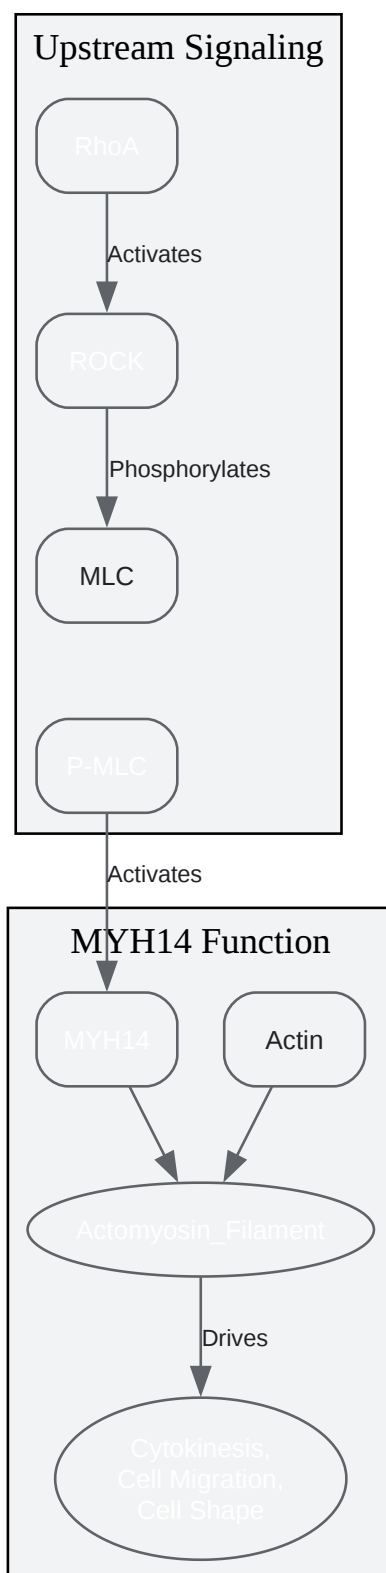 Upstream Signaling
RhoA
Activates
ROCK
Phosphorylates
MLC
P-MLC
Activates
MYH14 Function
MYH14
Actin
Actomyosin_Filament
Drives
Cytokinesis,
Cell Migration,
Cell Shape